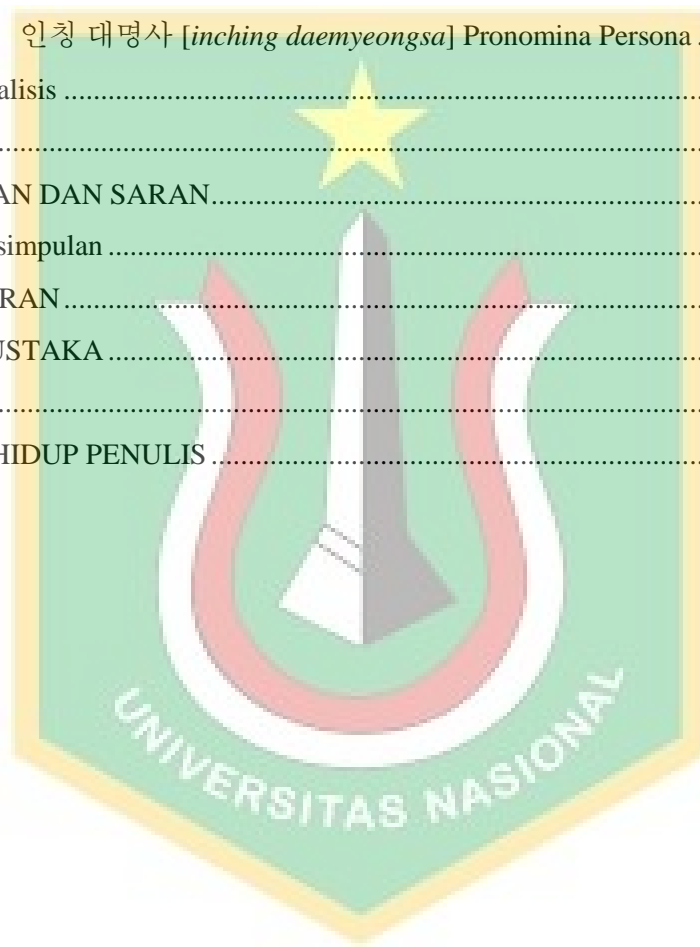 인칭 대명사 [inching daemyeongsa] Pronomina Persona .
alisis ........................................................................................
................................................................................................
AN DAN SARAN................................................................
simpulan ................................................................................
RAN ........................................................................................
USTAKA ................................................................................
................................................................................................
HIDUP PENULIS ................................................................
UNIVERSITAS NASIONAL